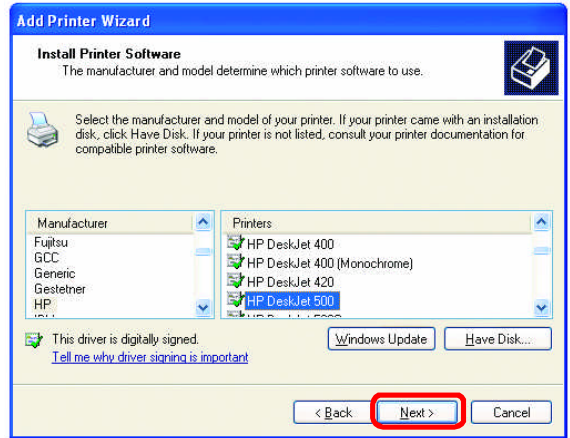 Add Printer Wizard
Install Printer Software
The manufacturer and model determine which printer software to use.
Select the manufacturer and model of your printer. If your printer came with an installation
disk, click Have Disk. If your printer is not listed, consult your printer documentation for
compatible printer software.
Manufacturer
Fujitsu
GCC
Generic
Gestetner
HP
Printers
HP DeskJet 400
HP DeskJet 400 (Monochrome)
HP DeskJet 420
HP DeskJet 500
This driver is digitally signed.
Tell me why driver signing is important
Windows Update
Have Disk...
< Back
Next >
Cancel